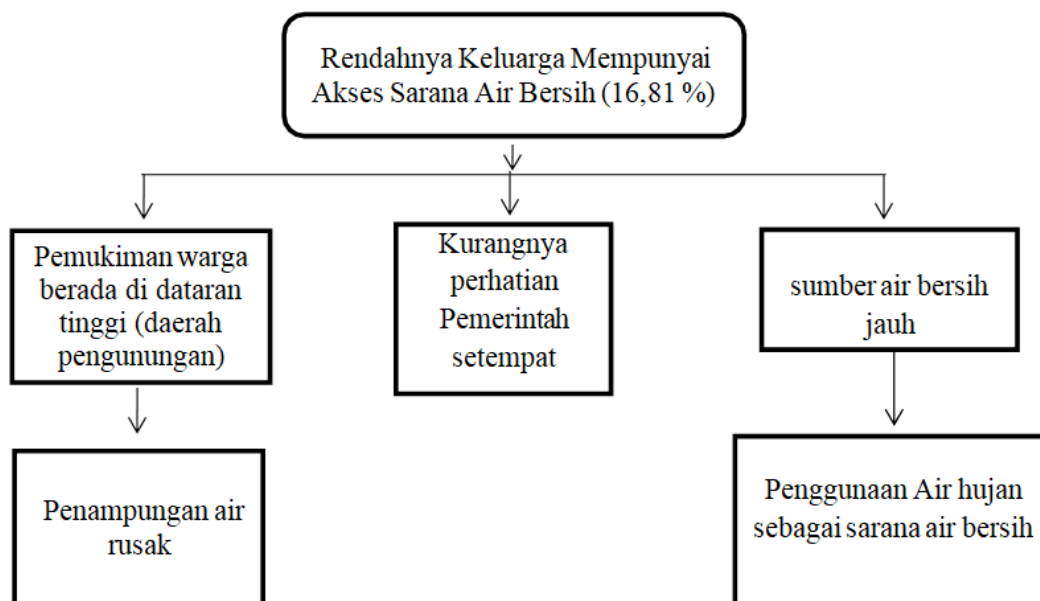 Rendahnya Keluarga Mempunyai
Akses Sarana Air Bersih (16,81 %)
Pemukiman warga
berada di dataran
tinggi (daerah
pengunungan)
Kurangnya
perhatian
Pemerintah
setempat
sumber air bersih
jauh
Penampungan air
rusak
Penggunaan Air hujan
sebagai sarana air bersih